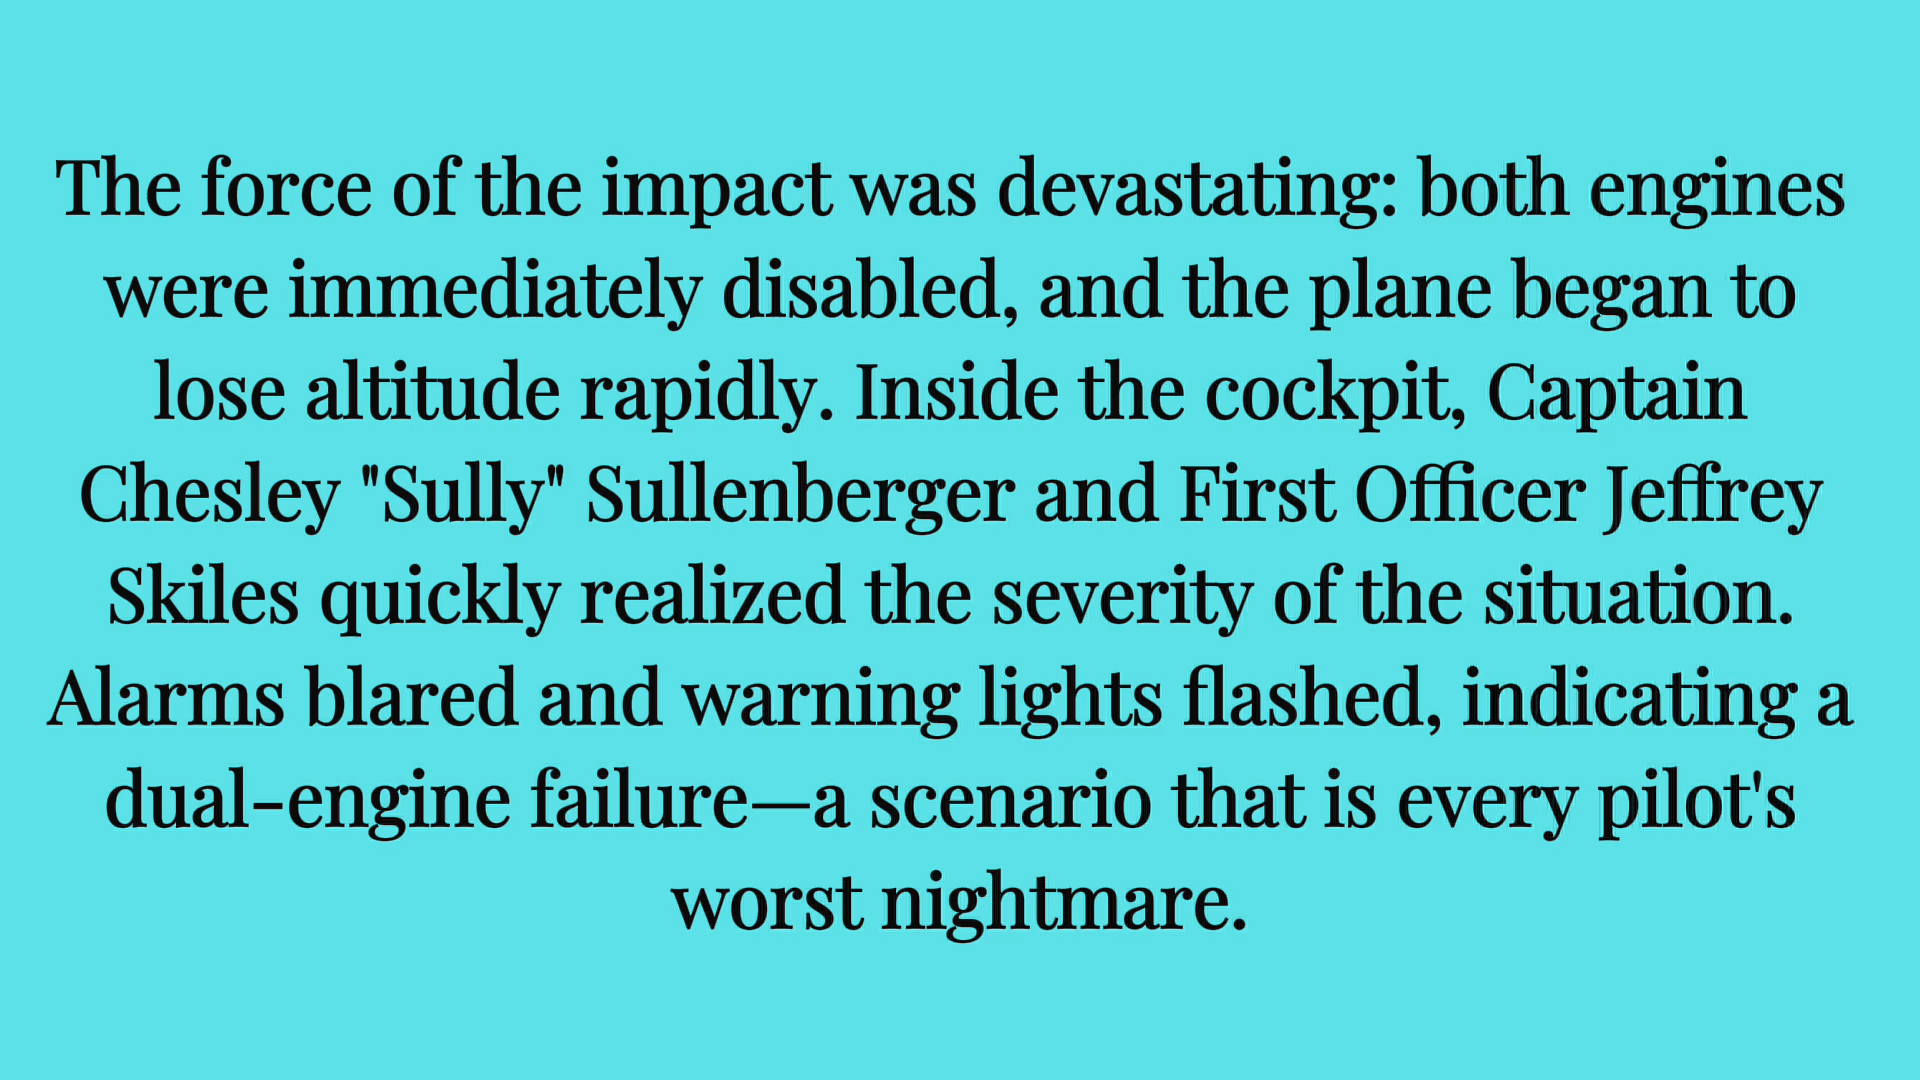 The force of the impact was devastating: both engines
were immediately disabled, and the plane began to
lose altitude rapidly. Inside the cockpit, Captain
Chesley "Sully" Sullenberger and First Officer Jeffrey
Skiles quickly realized the severity of the situation.
Alarms blared and warning lights flashed, indicating a
dual-engine failure—a scenario that is every pilot's
worst nightmare.